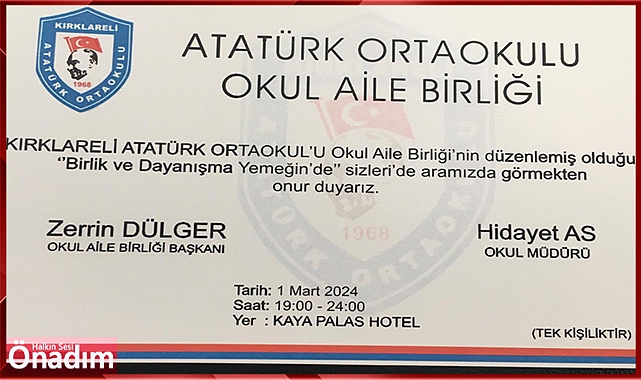 KIRKLARELİ
ATATÜRK ORTAOKULU
1968
ATATÜRK ORTAOKULU
OKUL AİLE BİRLİĞİ
KIRKLARELİ ATATÜRK ORTAOKUL'U Okul Aile Birliği'nin düzenlemiş olduğu
''Birlik ve Dayanışma Yemeğin'de'' sizleri'de aramızda görmekten
onur duyarız.
Zerrin DÜLGER
OKUL AİLE BİRLİĞİ BAŞKANI
Hidayet AS
OKUL MÜDÜRÜ
1968
ATATÜRK ORTAOKULU
Tarih: 1 Mart 2024
Saat: 19:00 - 24:00
Yer : KAYA PALAS HOTEL
(TEK KİŞİLİKTİR)
Halkın Sesi
Önadım